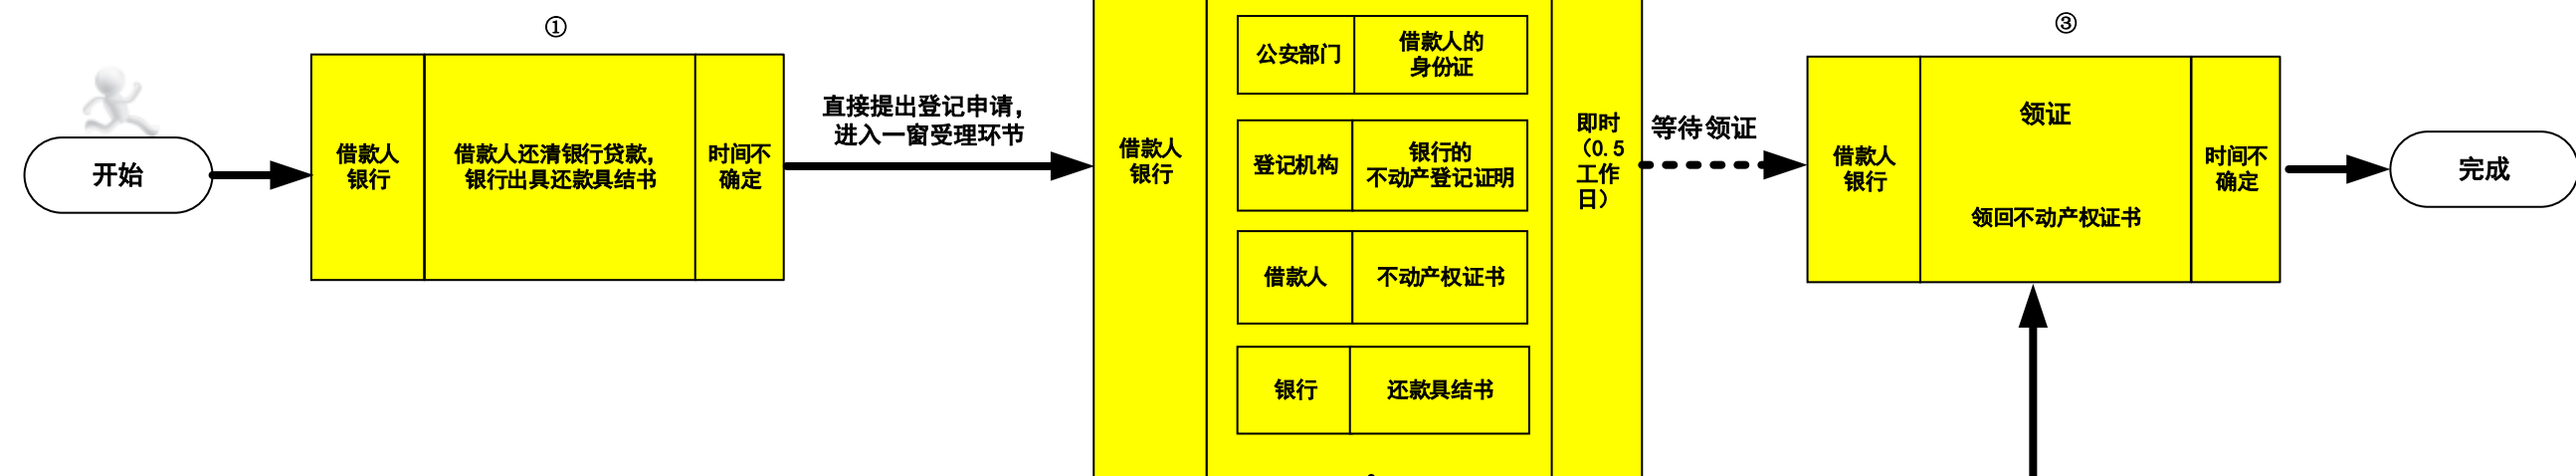 ①
③
开始
借款人
银行
借款人还清银行贷款,
银行出具还款具结书
时间不
确定
直接提出登记申请,
进入一窗受理环节
借款人
银行
公安部门
借款人的
身份证
登记机构
银行的
不动产登记证明
借款人
不动产权证书
银行
还款具结书
即时
（0.5
工作
日）
等待领证
借款人
银行
领证
领回不动产权证书
时间不
确定
完成